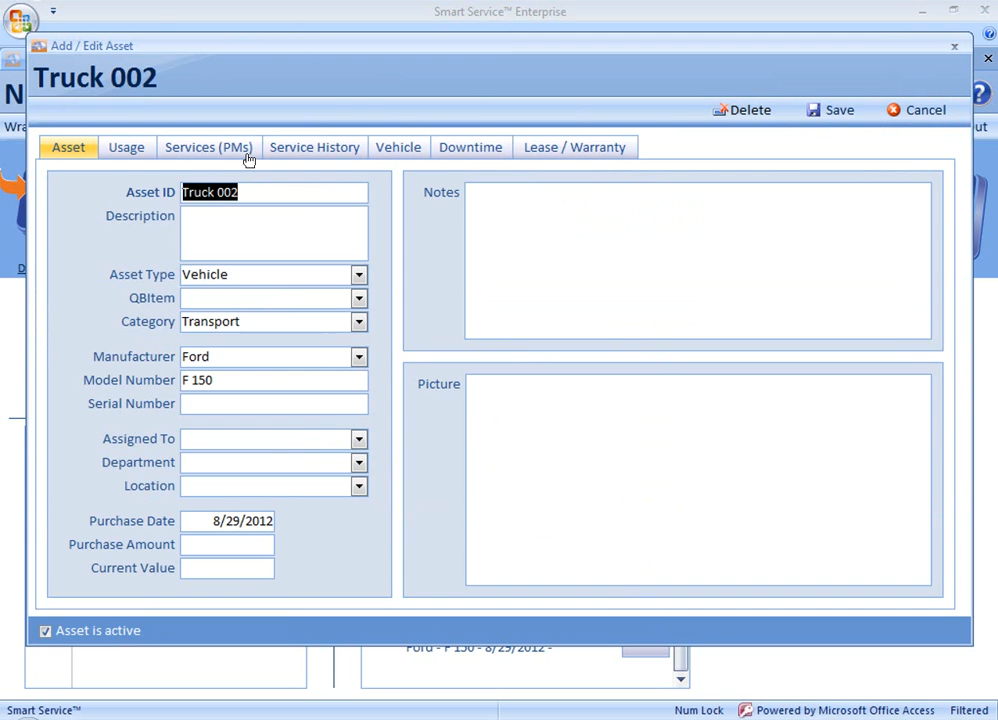 Smart Service™ Enterprise
Add / Edit Asset
Truck 002
Delete Save Cancel
Asset Usage Services (PMs) Service History Vehicle Downtime Lease / Warranty
Asset ID Truck 002
Description
Asset Type Vehicle
QBItem
Category Transport
Manufacturer Ford
Model Number F 150
Serial Number
Assigned To
Department
Location
Purchase Date 8/29/2012
Purchase Amount
Current Value
Notes
Picture
Asset is active
Ford - F 150 - 8/29/2012 -
Smart Service™ Num Lock Powered by Microsoft Office Access Filtered